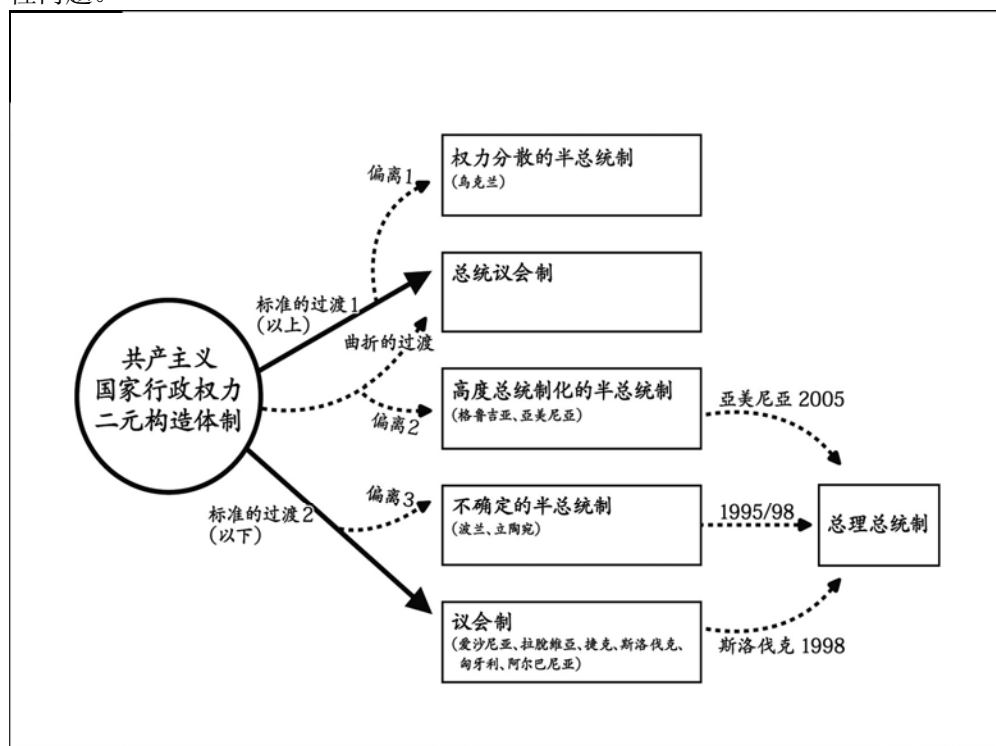 权力分散的半总统制
(乌克兰)
偏离1
总统议会制
标准的过渡1
(以上)
曲折的过渡
共产主义
国家行政权力
二元构造体制
高度总统制化的半总统制
(格鲁吉亚、亚美尼亚)
偏离2
亚美尼亚 2005
标准的过渡2
(以下)
偏离3
不确定的半总统制
(波兰、立陶宛)
1995/98
总理总统制
议会制
(爱沙尼亚、拉脱维亚、捷克、斯洛伐克、
匈牙利、阿尔巴尼亚)
斯洛伐克 1998